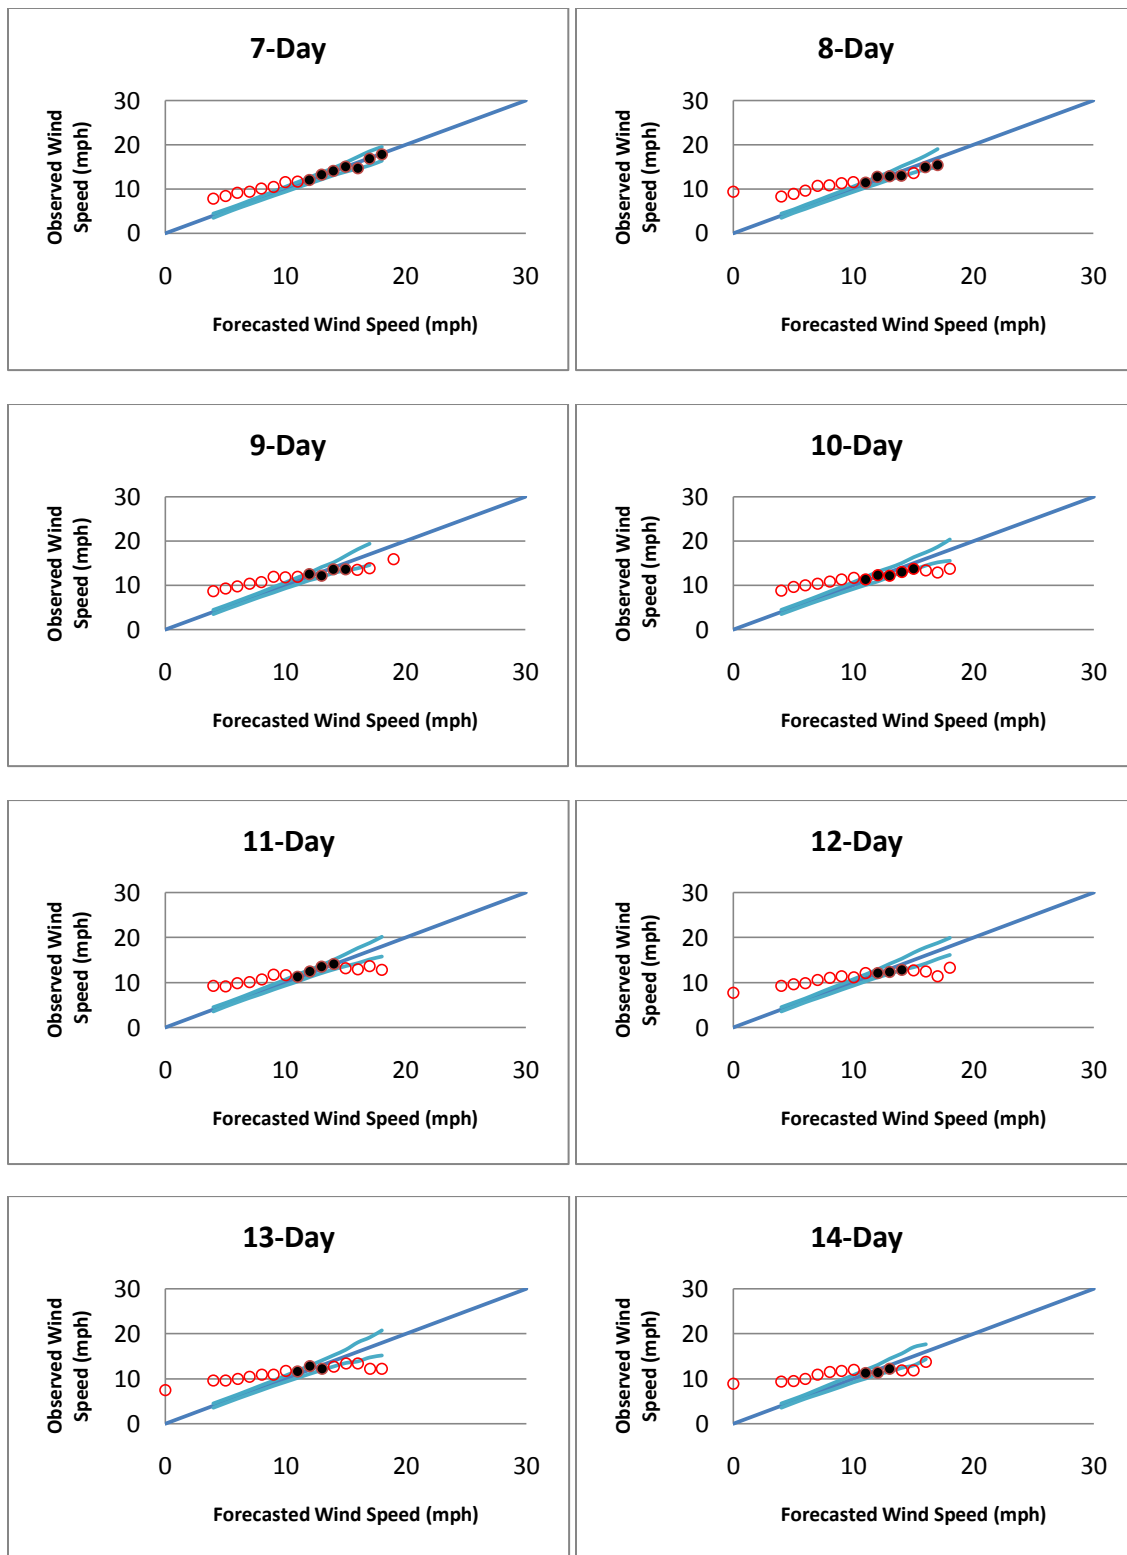 7-Day
Observed Wind
Speed (mph)
30
20
10
0
0 10 20 30
Forecasted Wind Speed (mph)
8-Day
Observed Wind
Speed (mph)
30
20
10
0
0 10 20 30
Forecasted Wind Speed (mph)
9-Day
Observed Wind
Speed (mph)
30
20
10
0
0 10 20 30
Forecasted Wind Speed (mph)
10-Day
Observed Wind
Speed (mph)
30
20
10
0
0 10 20 30
Forecasted Wind Speed (mph)
11-Day
Observed Wind
Speed (mph)
30
20
10
0
0 10 20 30
Forecasted Wind Speed (mph)
12-Day
Observed Wind
Speed (mph)
30
20
10
0
0 10 20 30
Forecasted Wind Speed (mph)
13-Day
Observed Wind
Speed (mph)
30
20
10
0
0 10 20 30
Forecasted Wind Speed (mph)
14-Day
Observed Wind
Speed (mph)
30
20
10
0
0 10 20 30
Forecasted Wind Speed (mph)